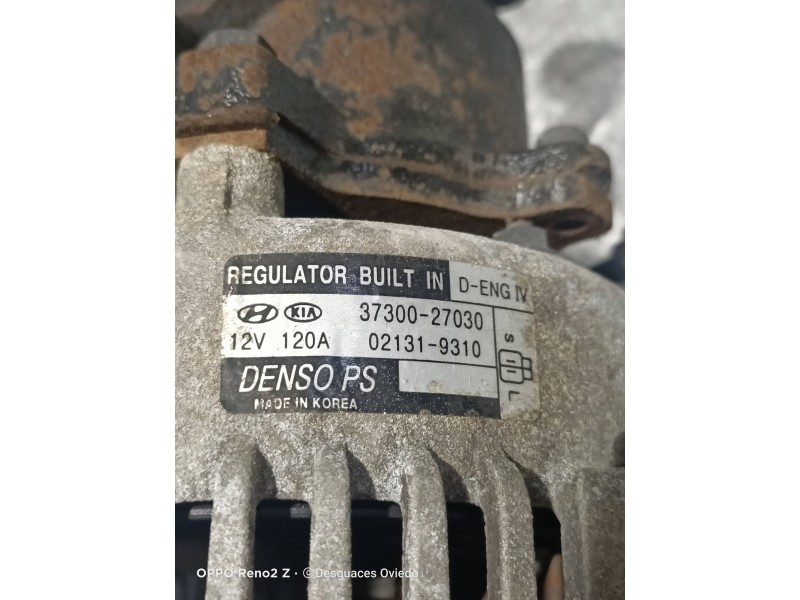 REGULATOR BUILT IN D-ENG IV
HYUNDAI KIA 37300-27030
12V 120A 02131-9310
S
L
DENSO PS
MADE IN KOREA
OPPO Reno2 Z • ©Desguaces Oviedo